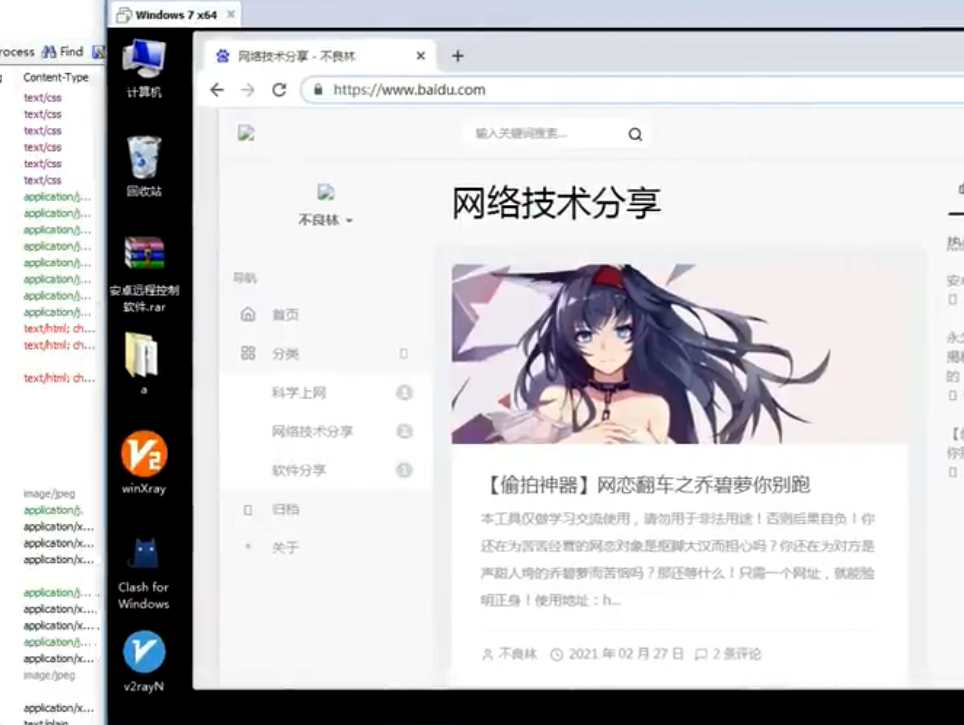 Windows 7 x64
rocess Find
Content-Type
text/css
text/css
text/css
text/css
text/css
text/css
application/j...
application/j...
application/j...
application/j...
application/j...
application/j...
application/j...
application/j...
text/html; ch...
text/html; ch...
text/html; ch...
image/jpeg
application/j.
application/x...
application/x...
application/x...
application/j...
application/x...
application/x...
application/j...
application/x...
image/jpeg
application/x...
text/plain
计算机
回收站
安卓远程控制
软件.rar
a
winXray
Clash for
Windows
v2rayN
网络技术分享 - 不良林
https://www.baidu.com
输入关键词搜索...
不良林
导航
首页
分类
科学上网 1
网络技术分享 2
软件分享 1
归档
关于
网络技术分享
【偷拍神器】网恋翻车之乔碧萝你别跑
本工具仅做学习交流使用，请勿用于非法用途！否则后果自负！你
还在为苦苦经营的网恋对象是抠脚大汉而担心吗？你还在为对方是
声甜人垮的乔碧萝而苦恼吗？那还等什么！只需一个网址，就能验
明正身！使用地址：h...
不良林 2021 年 02 月 27 日 2 条评论
热
安
永
揭
的
【
你